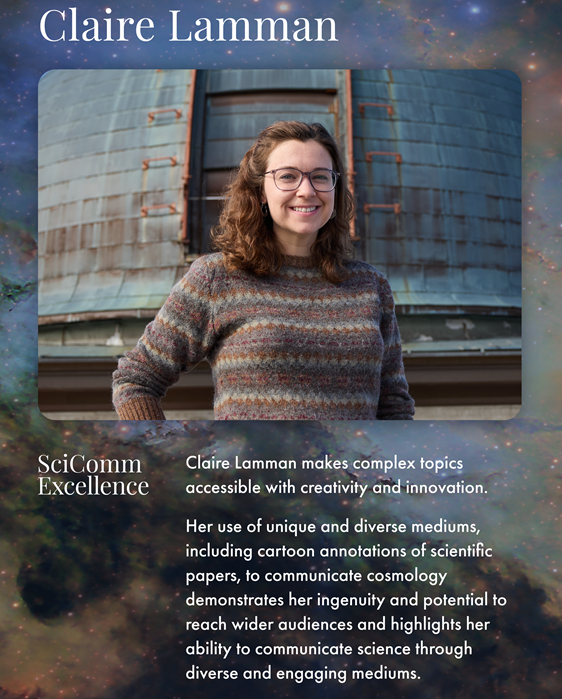 Claire Lamman
SciComm
Excellence
Claire Lamman makes complex topics
accessible with creativity and innovation.
Her use of unique and diverse mediums,
including cartoon annotations of scientific
papers, to communicate cosmology
demonstrates her ingenuity and potential to
reach wider audiences and highlights her
ability to communicate science through
diverse and engaging mediums.